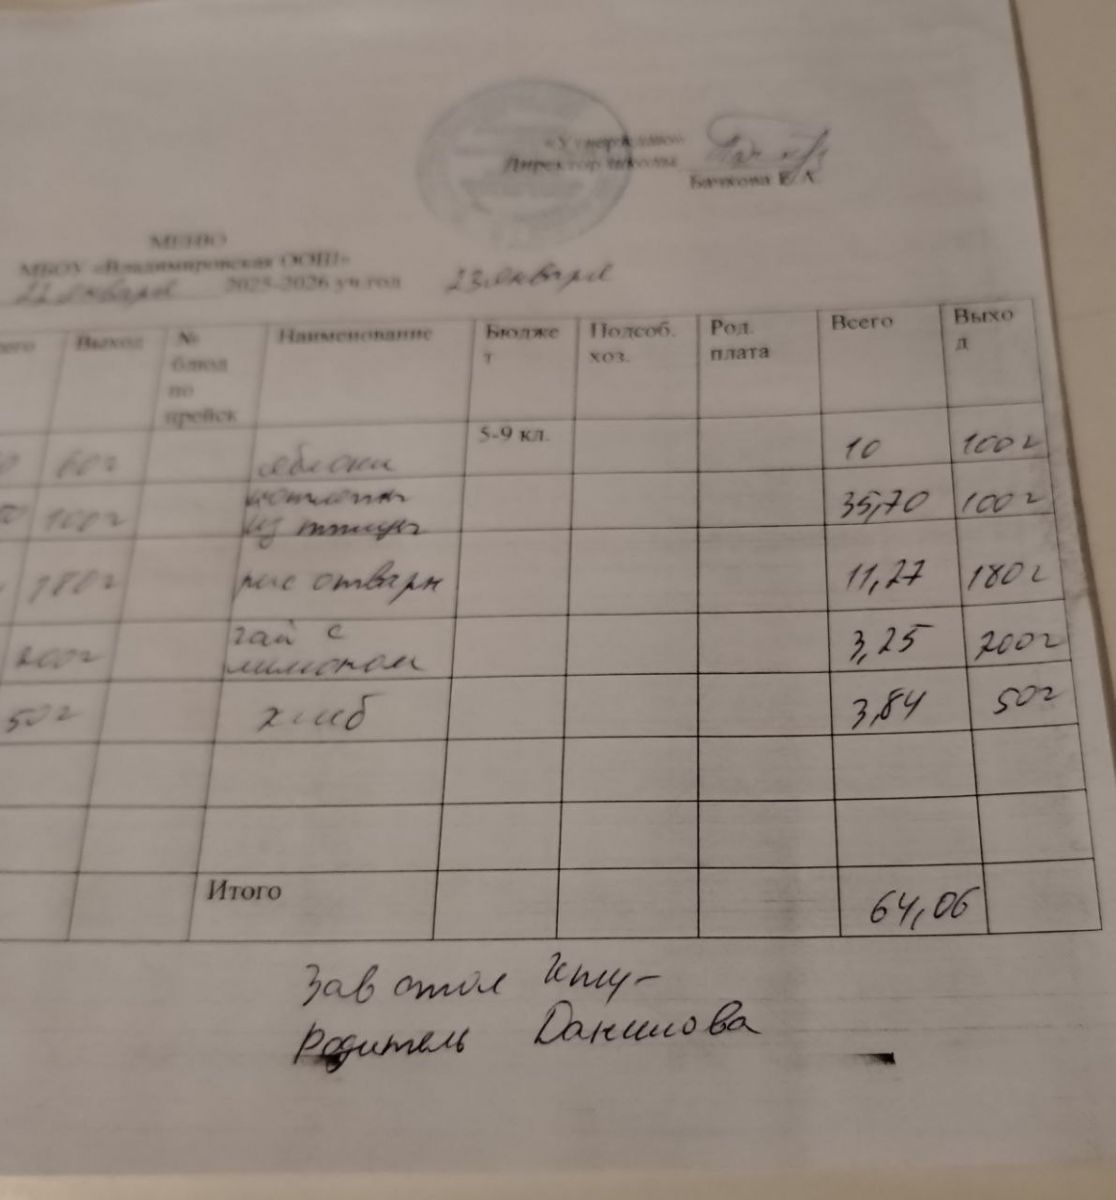 «Утверждаю»
Директор школы
Бачкова Е.А.
МЕНЮ
МБОУ «Владимировская ООШ»
22 января 2025-2026 уч.год 23 января
Выход № блюд по прейск Наименование Бюджет Подсоб. хоз. Род. плата Всего Выход
5-9 кл.
60г яблоки 10 100г
100г котлеты из птицы 35,70 100г
180г рис отварн 11,27 180г
200г чай с лимоном 3,25 200г
50г хлеб 3,84 50г
Итого 64,06
Зав стол
Родитель Данилова